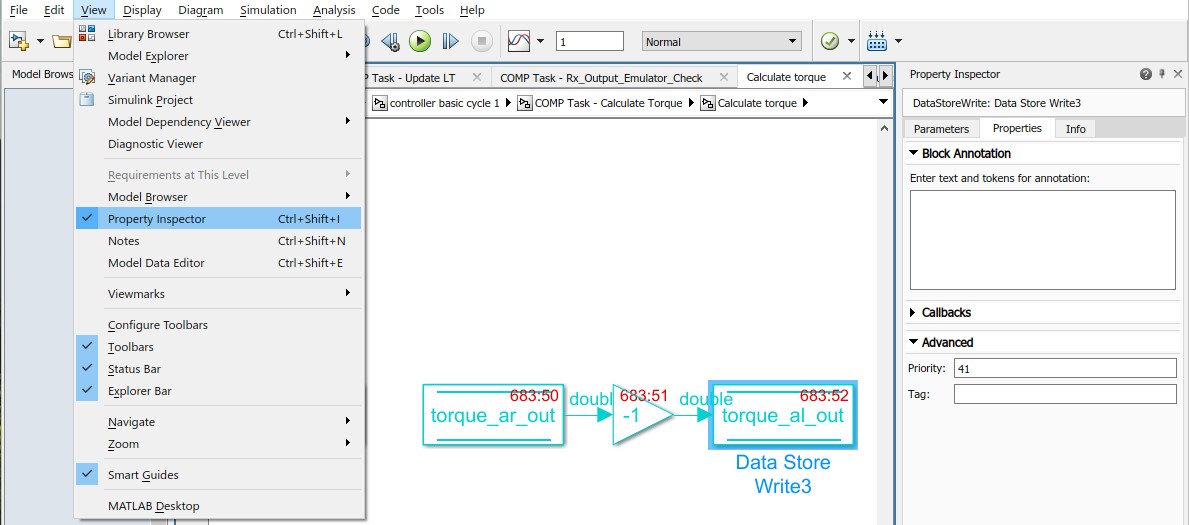 File Edit View Display Diagram Simulation Analysis Code Tools Help
Library Browser Ctrl+Shift+L
Model Explorer
Variant Manager
Simulink Project
Model Dependency Viewer
Diagnostic Viewer
Requirements at This Level
Model Browser
Property Inspector Ctrl+Shift+I
Notes Ctrl+Shift+N
Model Data Editor Ctrl+Shift+E
Viewmarks
Configure Toolbars
Toolbars
Status Bar
Explorer Bar
Navigate
Zoom
Smart Guides
MATLAB Desktop
1 Normal
Model Brows
P Task - Update LT COMP Task - Rx_Output_Emulator_Check Calculate torque
controller basic cycle 1 COMP Task - Calculate Torque Calculate torque
683:50 683:51 683:52
doubl double
torque_ar_out -1 torque_al_out
Data Store
Write3
Property Inspector
DataStoreWrite: Data Store Write3
Parameters Properties Info
Block Annotation
Enter text and tokens for annotation:
Callbacks
Advanced
Priority: 41
Tag: